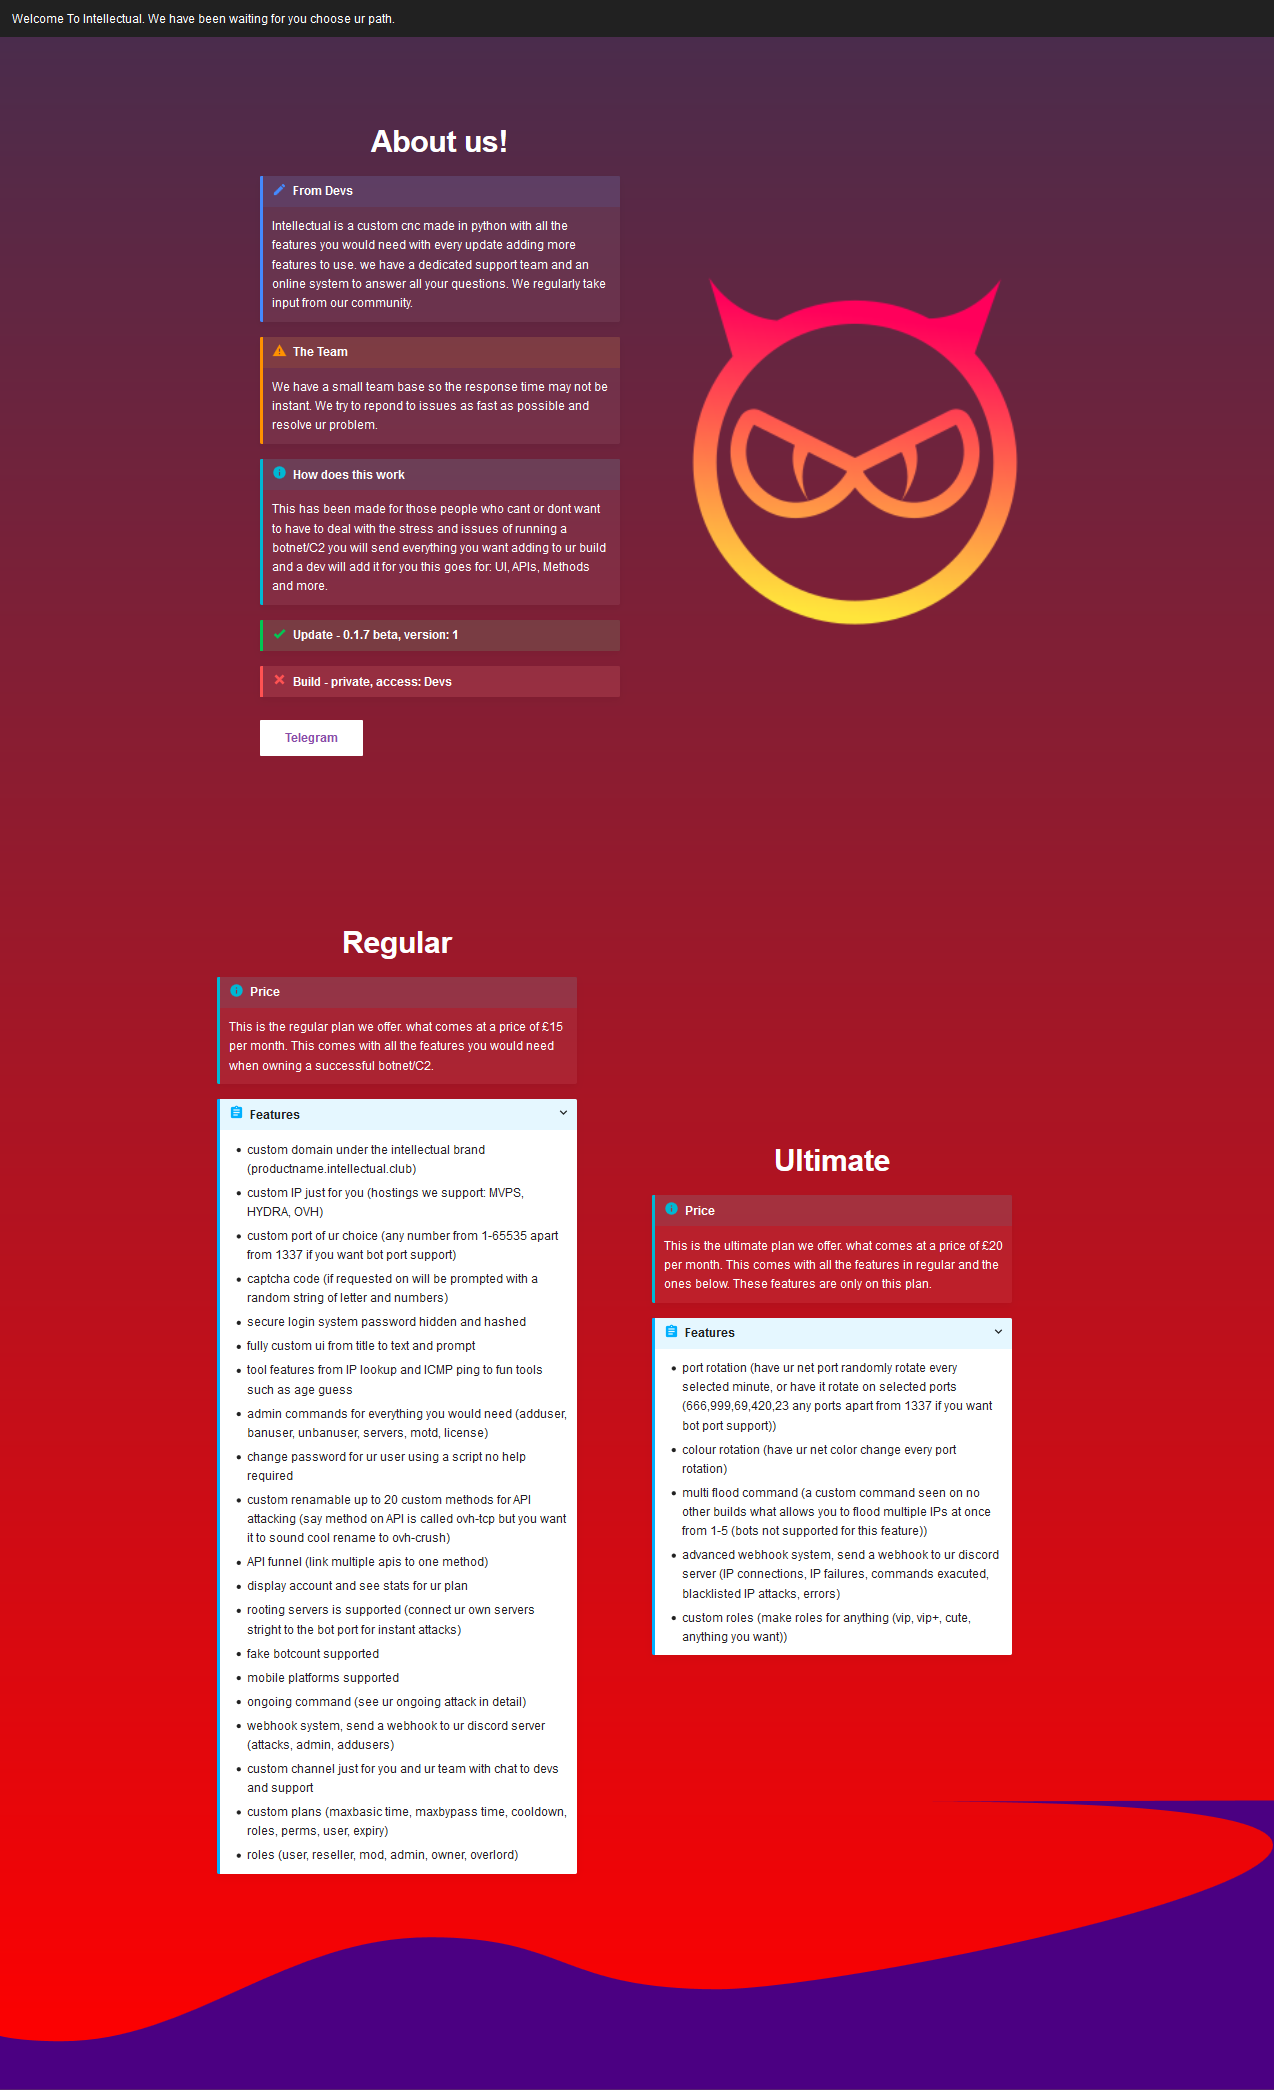 Welcome To Intellectual. We have been waiting for you choose ur path.
About us!
From Devs
Intellectual is a custom cnc made in python with all the
features you would need with every update adding more
features to use. we have a dedicated support team and an
online system to answer all your questions. We regularly take
input from our community.
The Team
We have a small team base so the response time may not be
instant. We try to repond to issues as fast as possible and
resolve ur problem.
How does this work
This has been made for those people who cant or dont want
to have to deal with the stress and issues of running a
botnet/C2 you will send everything you want adding to ur build
and a dev will add it for you this goes for: UI, APIs, Methods
and more.
Update - 0.1.7 beta, version: 1
Build - private, access: Devs
Telegram
Regular
Price
This is the regular plan we offer. what comes at a price of £15
per month. This comes with all the features you would need
when owning a successful botnet/C2.
Features
• custom domain under the intellectual brand
(productname.intellectual.club)
• custom IP just for you (hostings we support: MVPS,
HYDRA, OVH)
• custom port of ur choice (any number from 1-65535 apart
from 1337 if you want bot port support)
• captcha code (if requested on will be prompted with a
random string of letter and numbers)
• secure login system password hidden and hashed
• fully custom ui from title to text and prompt
• tool features from IP lookup and ICMP ping to fun tools
such as age guess
• admin commands for everything you would need (adduser,
banuser, unbanuser, servers, motd, license)
• change password for ur user using a script no help
required
• custom renamable up to 20 custom methods for API
attacking (say method on API is called ovh-tcp but you want
it to sound cool rename to ovh-crush)
• API funnel (link multiple apis to one method)
• display account and see stats for ur plan
• rooting servers is supported (connect ur own servers
stright to the bot port for instant attacks)
• fake botcount supported
• mobile platforms supported
• ongoing command (see ur ongoing attack in detail)
• webhook system, send a webhook to ur discord server
(attacks, admin, addusers)
• custom channel just for you and ur team with chat to devs
and support
• custom plans (maxbasic time, maxbypass time, cooldown,
roles, perms, user, expiry)
• roles (user, reseller, mod, admin, owner, overlord)
Ultimate
Price
This is the ultimate plan we offer. what comes at a price of £20
per month. This comes with all the features in regular and the
ones below. These features are only on this plan.
Features
• port rotation (have ur net port randomly rotate every
selected minute, or have it rotate on selected ports
(666,999,69,420,23 any ports apart from 1337 if you want
bot port support))
• colour rotation (have ur net color change every port
rotation)
• multi flood command (a custom command seen on no
other builds what allows you to flood multiple IPs at once
from 1-5 (bots not supported for this feature))
• advanced webhook system, send a webhook to ur discord
server (IP connections, IP failures, commands exacuted,
blacklisted IP attacks, errors)
• custom roles (make roles for anything (vip, vip+, cute,
anything you want))